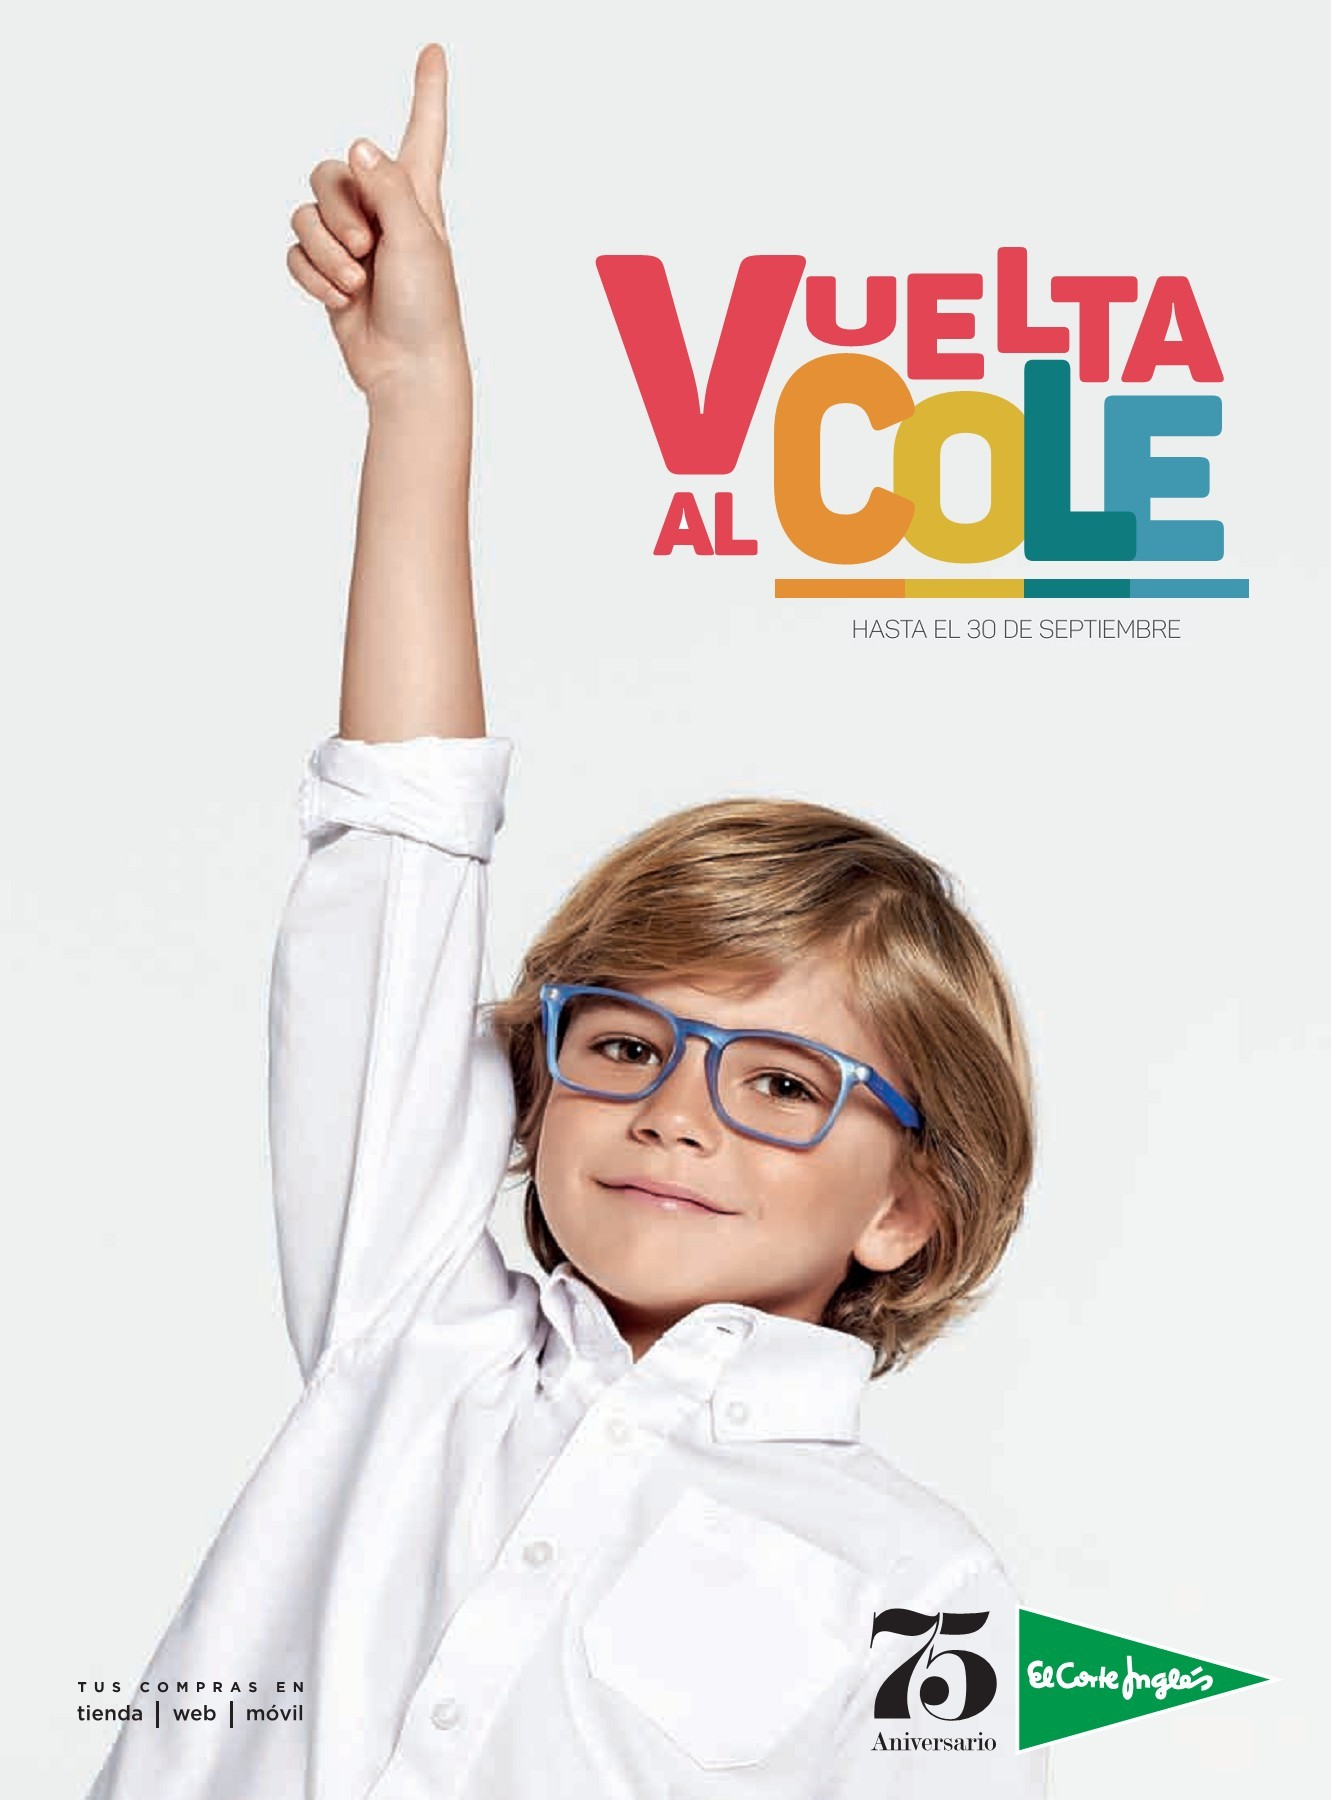 VUELTA
AL COLE
HASTA EL 30 DE SEPTIEMBRE
TUS COMPRAS EN
tienda | web | móvil
75
Aniversario
El Corte Inglés